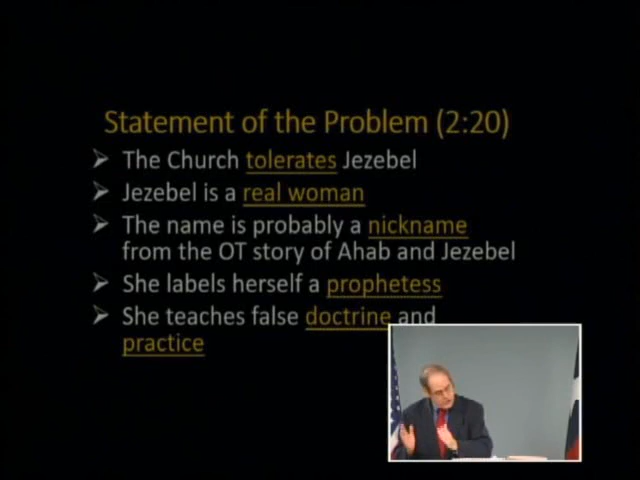 Statement of the Problem (2:20)
➢ The Church tolerates Jezebel
➢ Jezebel is a real woman
➢ The name is probably a nickname
from the OT story of Ahab and Jezebel
➢ She labels herself a prophetess
➢ She teaches false doctrine and
practice